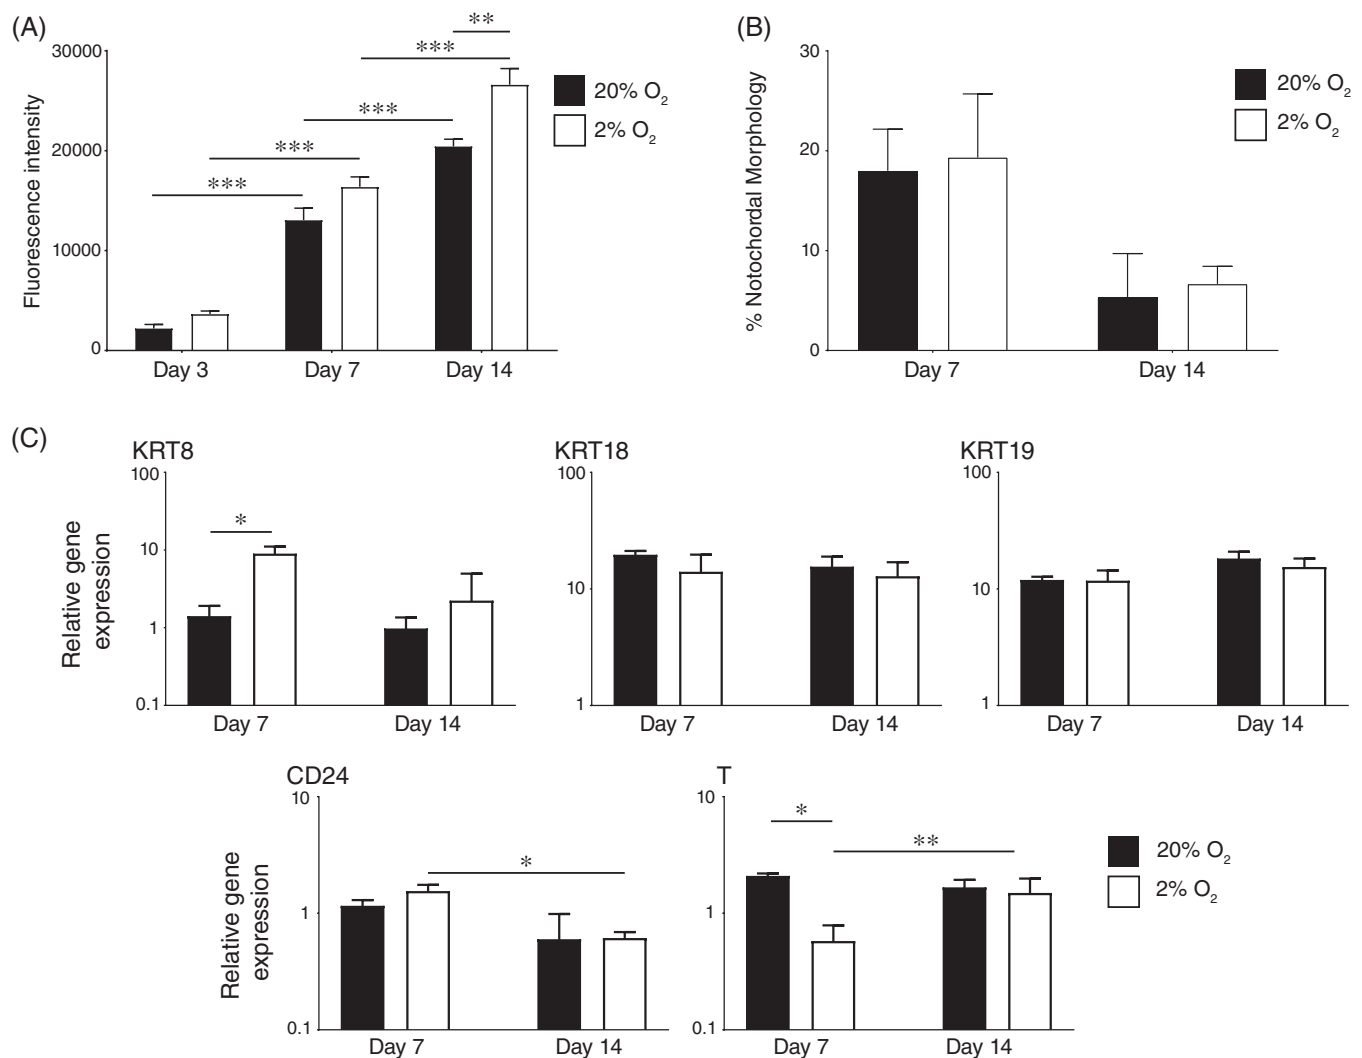 (A)
Fluorescence intensity
30000
20000
10000
0
***
***
***
***
**
Day 3
Day 7
Day 14
20% O₂
2% O₂
(B)
% Notochordal Morphology
30
20
10
0
Day 7
Day 14
20% O₂
2% O₂
(C)
Relative gene
expression
KRT8
100
10
1
0.1
*
Day 7
Day 14
KRT18
100
10
1
Day 7
Day 14
KRT19
100
10
1
Day 7
Day 14
Relative gene
expression
CD24
10
1
0.1
*
Day 7
Day 14
T
10
1
0.1
*
**
Day 7
Day 14
20% O₂
2% O₂